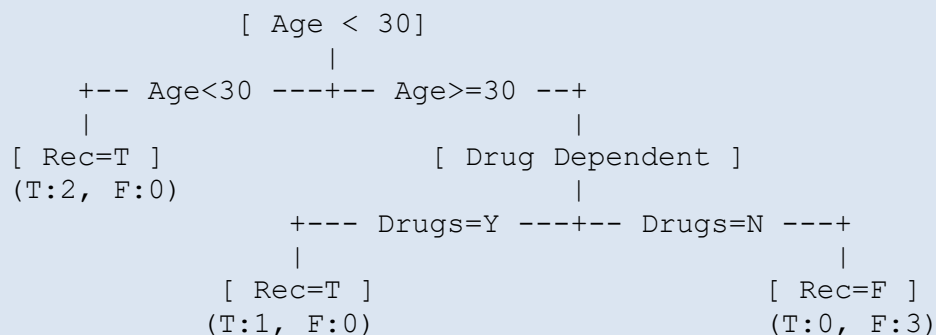 [ Age < 30]
|
+-- Age<30 ---+-- Age>=30 --+
| |
[ Rec=T ] [ Drug Dependent ]
(T:2, F:0) |
+--- Drugs=Y ---+-- Drugs=N ---+
| |
[ Rec=T ] [ Rec=F ]
(T:1, F:0) (T:0, F:3)